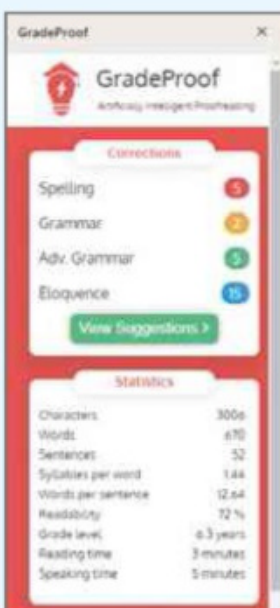 GradeProof ×
GradeProof
Artificially Intelligent Proofreading
Corrections
Spelling 5
Grammar 2
Adv. Grammar 5
Eloquence 15
View Suggestions >
Statistics
Characters 3006
Words 670
Sentences 52
Syllables per word 1.44
Words per sentence 12.64
Readability 72 %
Grade level 6.3 years
Reading time 3 minutes
Speaking time 5 minutes